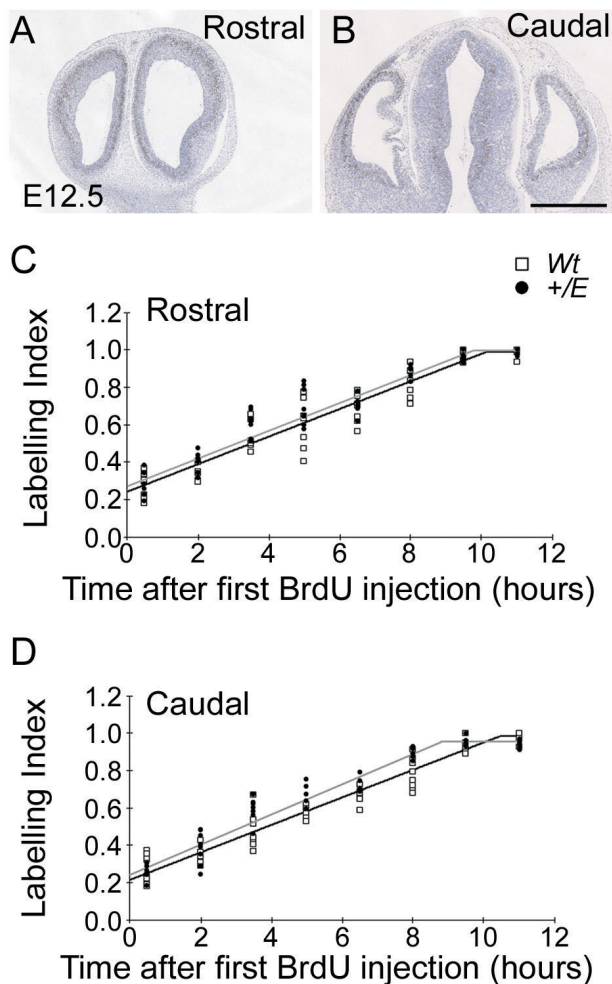 A
Rostral
E12.5
B
Caudal
C
□ Wt
● +/E
Rostral
Labelling Index
1.2
1.0
0.8
0.6
0.4
0.2
0.0
0 2 4 6 8 10 12
Time after first BrdU injection (hours)
D
Caudal
Labelling Index
1.2
1.0
0.8
0.6
0.4
0.2
0.0
0 2 4 6 8 10 12
Time after first BrdU injection (hours)